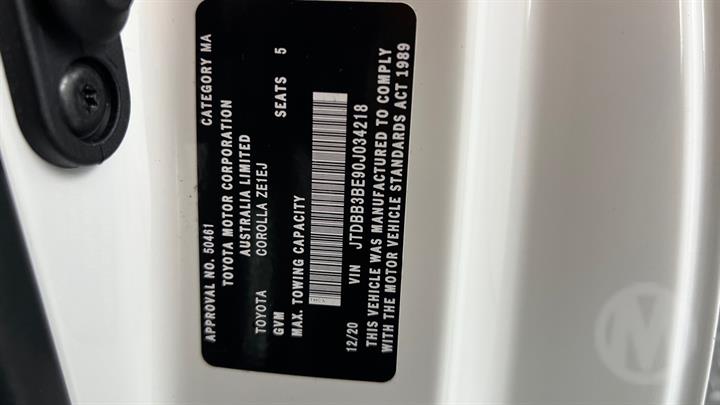 APPROVAL NO. 50461 CATEGORY MA
TOYOTA MOTOR CORPORATION
AUSTRALIA LIMITED
TOYOTA COROLLA ZE1EJ
GVM SEATS 5
MAX. TOWING CAPACITY
12/20 VIN JTDBB3BE90J034218
THIS VEHICLE WAS MANUFACTURED TO COMPLY
WITH THE MOTOR VEHICLE STANDARDS ACT 1989
M